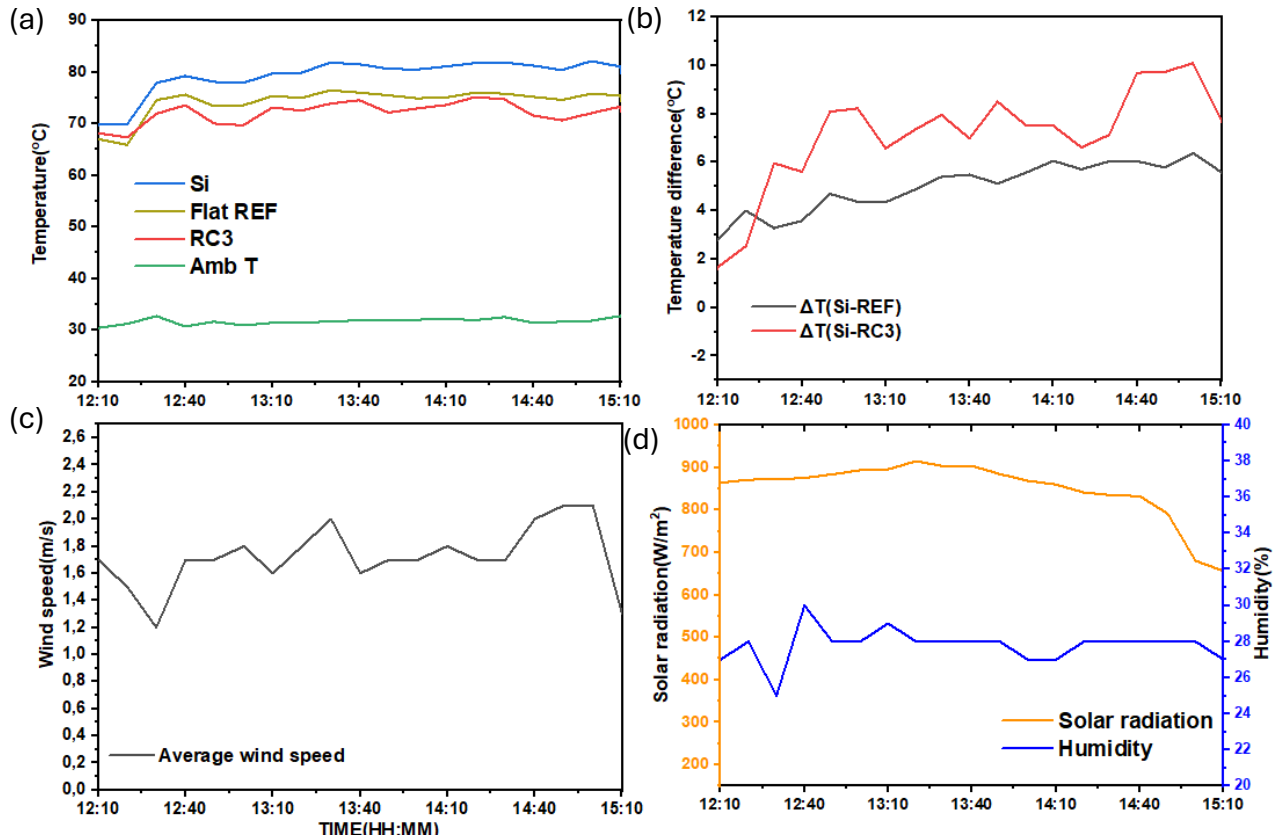 (a)
90
80
70
60
50
40
30
20
Temperature(°C)
Si
Flat REF
RC3
Amb T
12:10 12:40 13:10 13:40 14:10 14:40 15:10
(b)
12
10
8
6
4
2
0
-2
Temperature difference(°C)
ΔT(Si-REF)
ΔT(Si-RC3)
12:10 12:40 13:10 13:40 14:10 14:40 15:10
(c)
2,6
2,4
2,2
2,0
1,8
1,6
1,4
1,2
1,0
0,8
0,6
0,4
0,2
0,0
Wind speed(m/s)
Average wind speed
12:10 12:40 13:10 13:40 14:10 14:40 15:10
TIME(HH:MM)
(d)
1000
900
800
700
600
500
400
300
200
Solar radiation(W/m²)
Solar radiation
Humidity
40
38
36
34
32
30
28
26
24
22
20
Humidity(%)
12:10 12:40 13:10 13:40 14:10 14:40 15:10